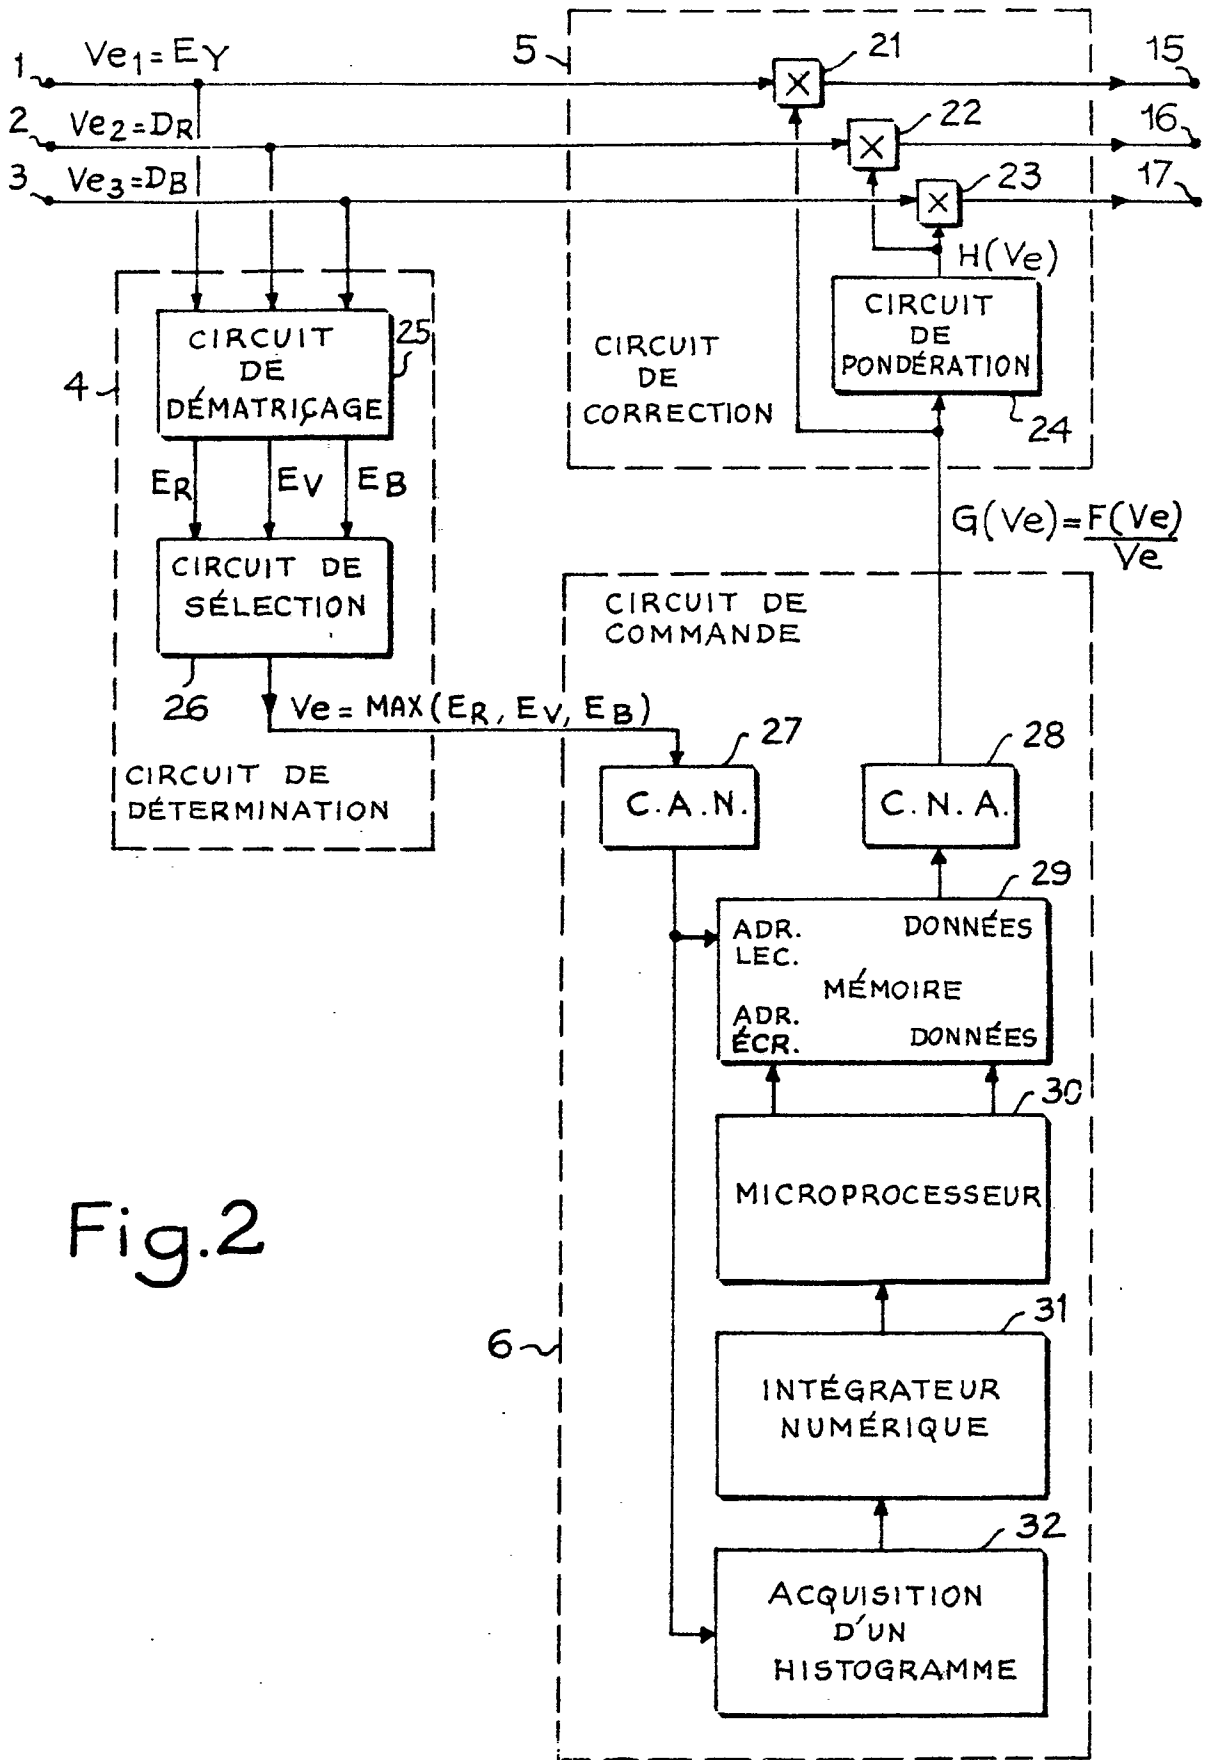 1
Ve1 = EY
5
21
15
2
Ve2 = DR
22
16
3
Ve3 = DB
23
17
H(Ve)
CIRCUIT
DE
PONDÉRATION
24
CIRCUIT
DE
CORRECTION
4
CIRCUIT
DE
DÉMATRIÇAGE
25
ER
EV
EB
CIRCUIT DE
SÉLECTION
26
Ve = MAX(ER, EV, EB)
CIRCUIT DE
DÉTERMINATION
G(Ve) = F(Ve)
Ve
CIRCUIT DE
COMMANDE
27
C.A.N.
28
C.N.A.
29
ADR.
LEC.
DONNÉES
MÉMOIRE
ADR.
ÉCR.
DONNÉES
30
MICROPROCESSEUR
Fig.2
6
31
INTÉGRATEUR
NUMÉRIQUE
32
ACQUISITION
D'UN
HISTOGRAMME